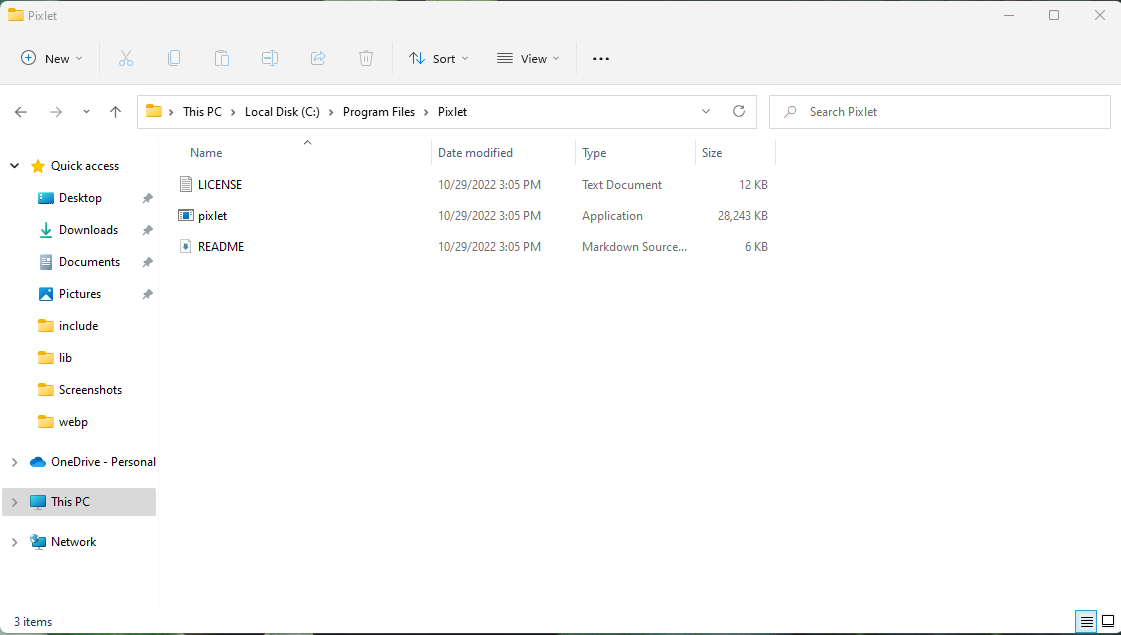 Pixlet
New Sort View
This PC Local Disk (C:) Program Files Pixlet Search Pixlet
Name Date modified Type Size
LICENSE 10/29/2022 3:05 PM Text Document 12 KB
pixlet 10/29/2022 3:05 PM Application 28,243 KB
README 10/29/2022 3:05 PM Markdown Source... 6 KB
Quick access
Desktop
Downloads
Documents
Pictures
include
lib
Screenshots
webp
OneDrive - Personal
This PC
Network
3 items